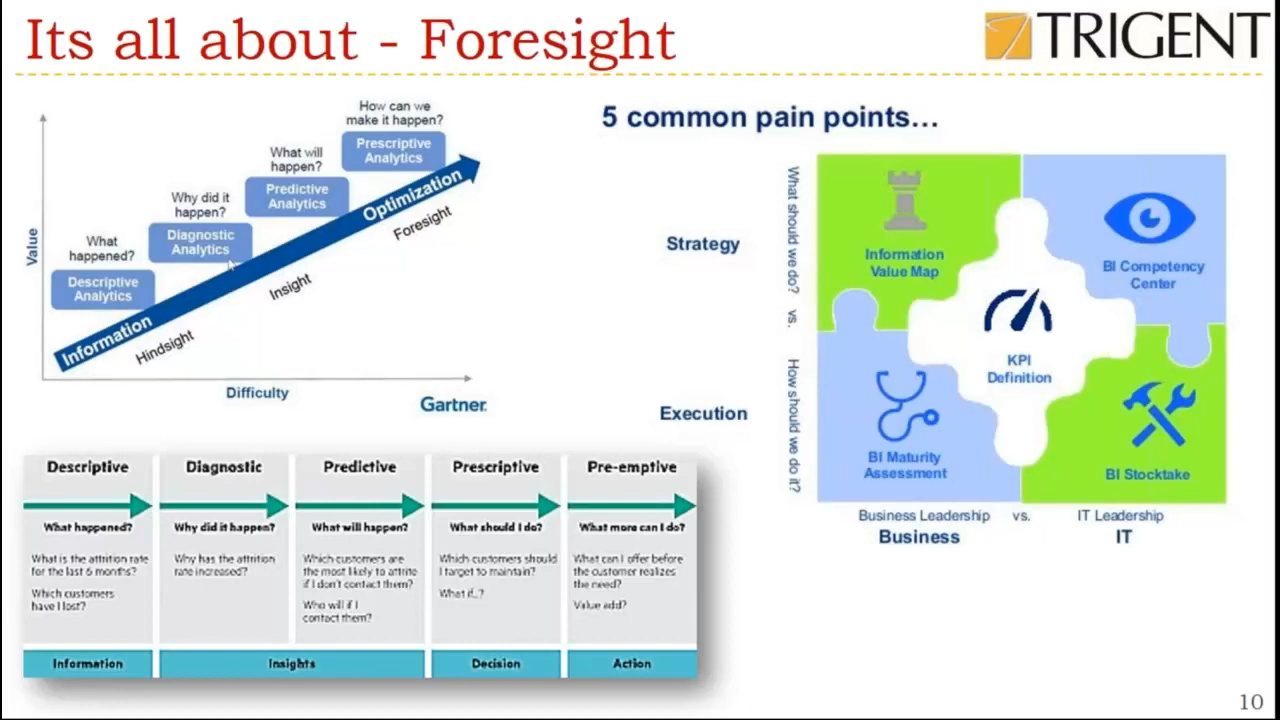 Its all about - Foresight
TRIGENT
How can we
make it happen?
Prescriptive
Analytics
What will
happen?
Predictive
Analytics
Why did it
happen?
Diagnostic
Analytics
What
happened?
Descriptive
Analytics
Value
Information
Optimization
Hindsight
Insight
Foresight
Difficulty
Gartner.
5 common pain points...
Strategy
Execution
What should we do? vs. How should we do it?
Information
Value Map
BI Competency
Center
KPI
Definition
BI Maturity
Assessment
BI Stocktake
Business Leadership vs. IT Leadership
Business
IT
Descriptive
What happened?
What is the attrition rate
for the last 6 months?
Which customers
have I lost?
Information
Diagnostic
Why did it happen?
Why has the attrition
rate increased?
Predictive
What will happen?
Which customers are
the most likely to attrite
if I don't contact them?
Who will if I
contact them?
Insights
Prescriptive
What should I do?
Which customers should
I target to maintain?
What if..?
Decision
Pre-emptive
What more can I do?
What can I offer before
the customer realizes
the need?
Value add?
Action
10